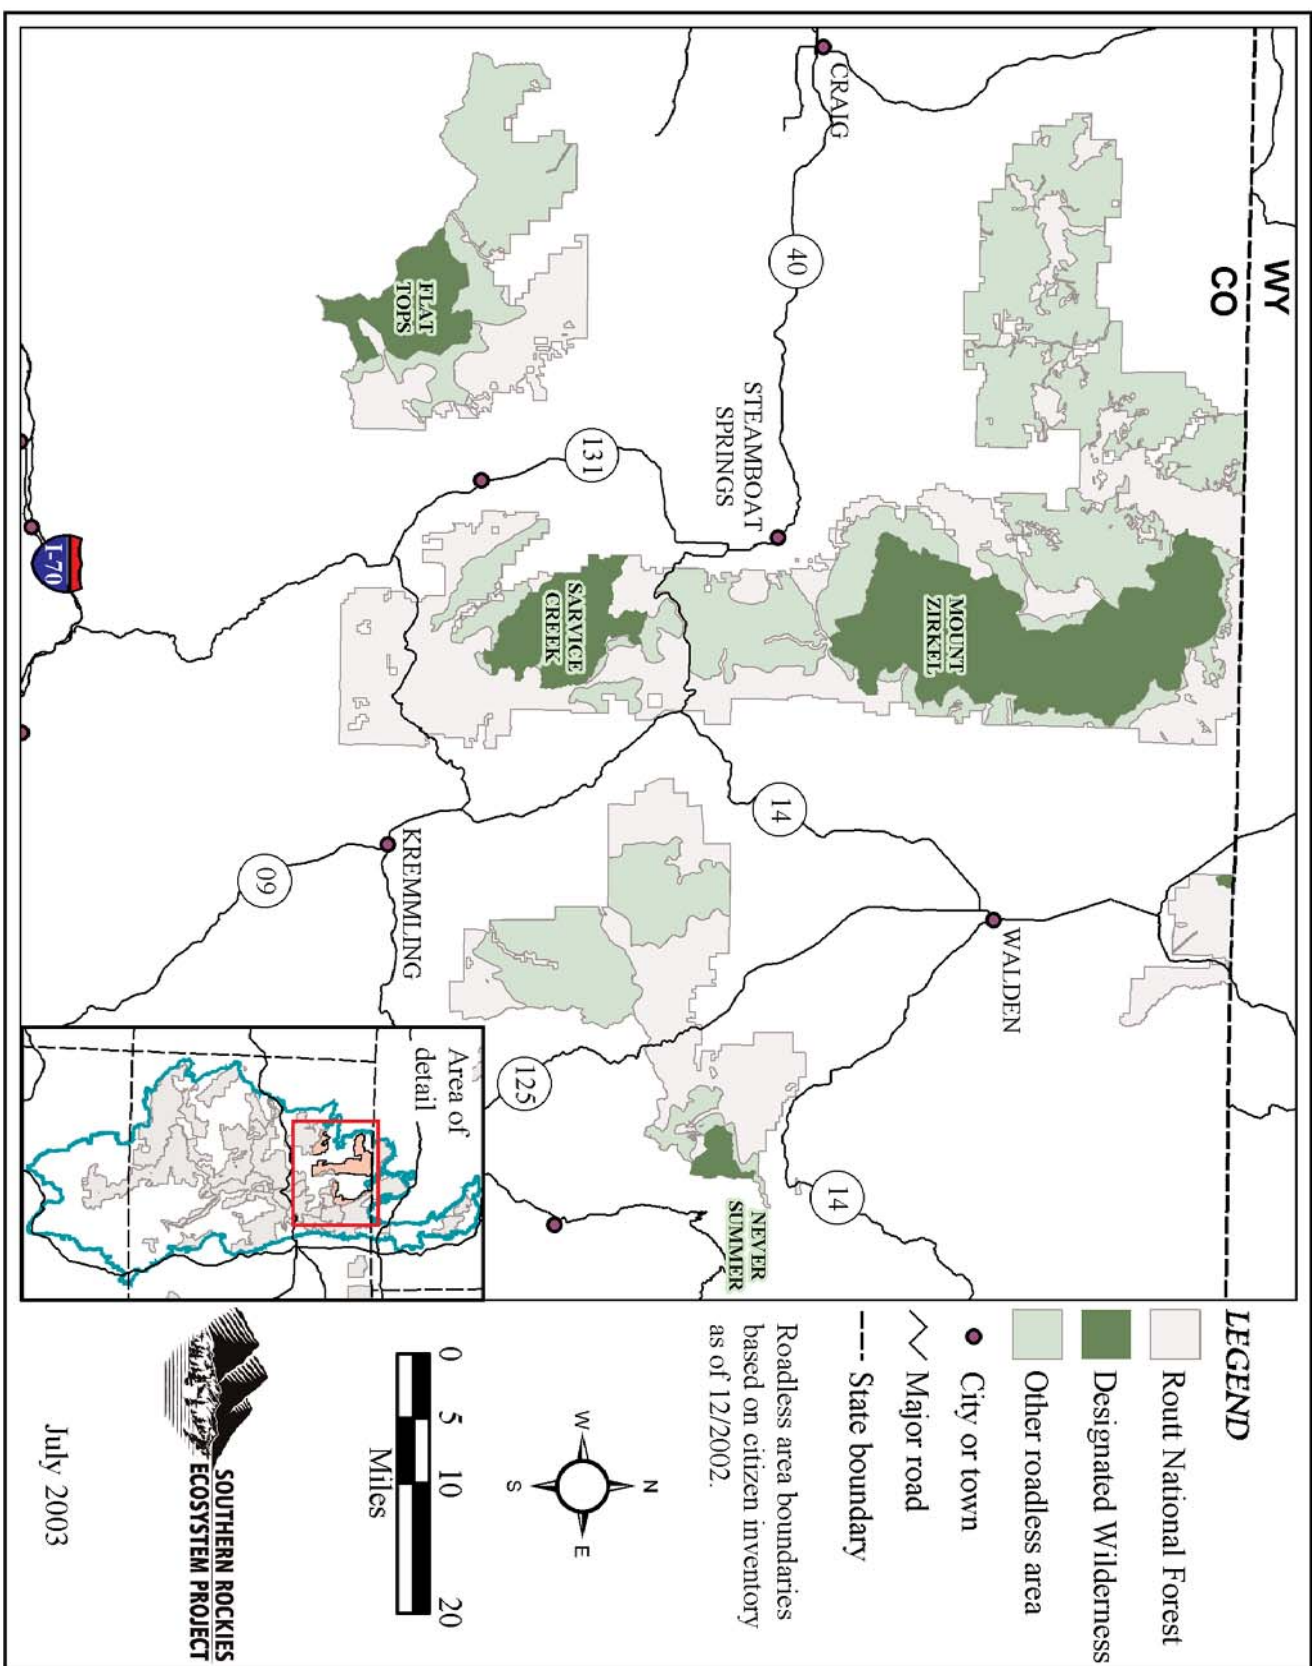 WY
CO
CRAIG
40
STEAMBOAT
SPRINGS
MOUNT
ZIRKEL
WALDEN
14
14
FLAT
TOPS
131
SARVICE
CREEK
NEVER
SUMMER
125
KREMMLING
09
I-70
Area of
detail
LEGEND
Routt National Forest
Designated Wilderness
Other roadless area
City or town
Major road
State boundary
Roadless area boundaries
based on citizen inventory
as of 12/2002.
N
W
E
S
0 5 10 20
Miles
SOUTHERN ROCKIES
ECOSYSTEM PROJECT
July 2003